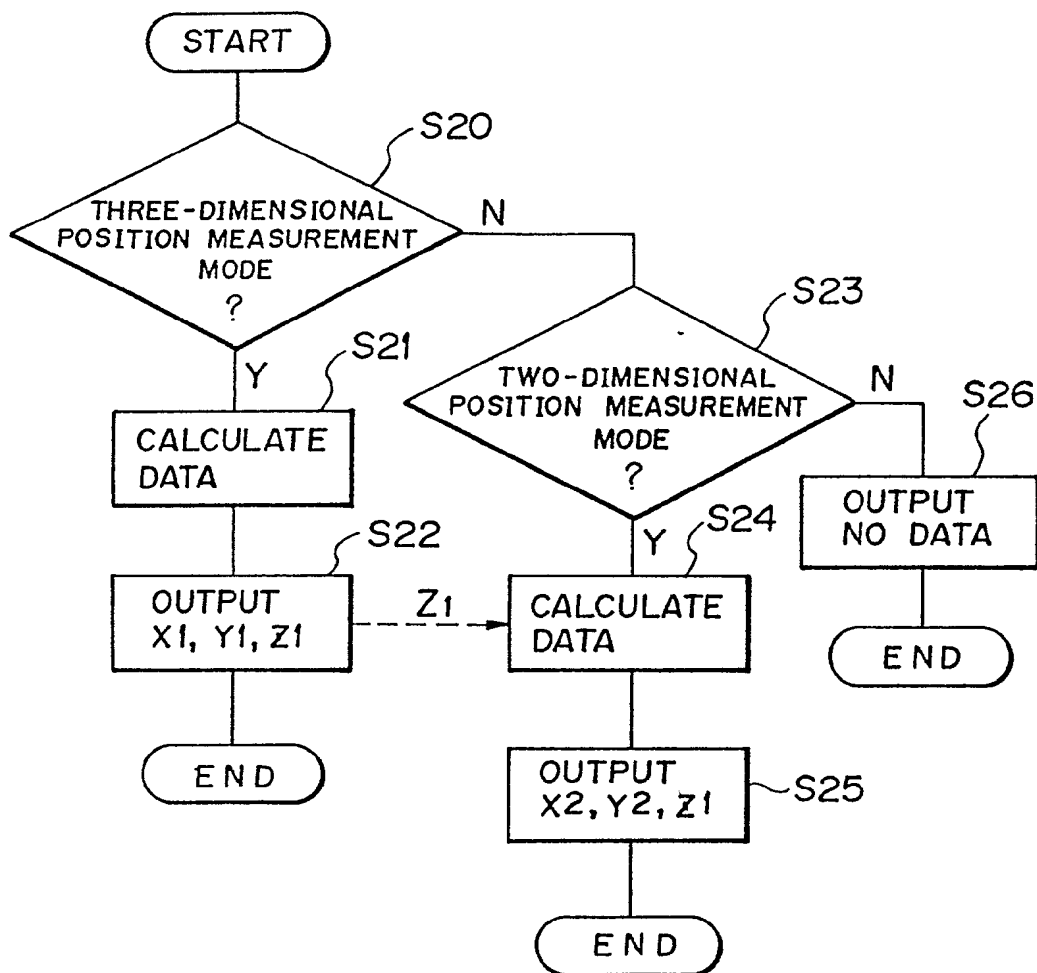 START
S20
THREE-DIMENSIONAL
POSITION MEASUREMENT
MODE
?
N
Y
S21
CALCULATE
DATA
S22
OUTPUT
X1, Y1, Z1
Z1
END
S23
TWO-DIMENSIONAL
POSITION MEASUREMENT
MODE
?
N
Y
S24
CALCULATE
DATA
OUTPUT
X2, Y2, Z1
S25
END
S26
OUTPUT
NO DATA
END